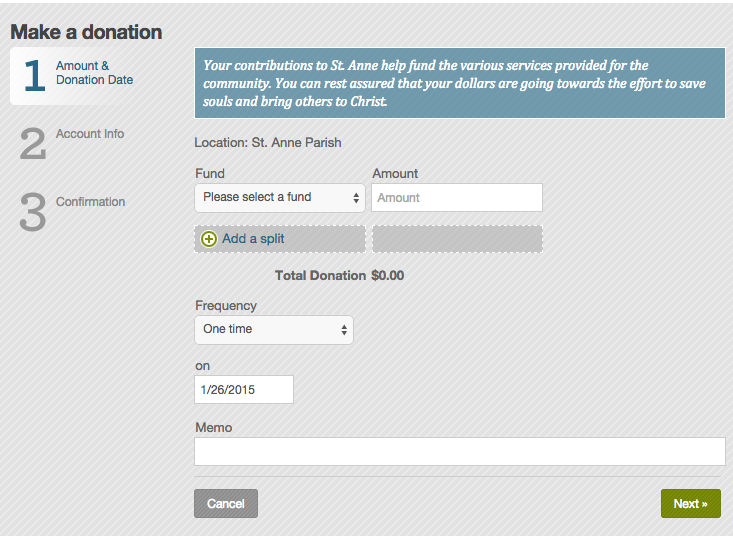 Make a donation
1 Amount &
Donation Date
2 Account Info
3 Confirmation
Your contributions to St. Anne help fund the various services provided for the
community. You can rest assured that your dollars are going towards the effort to save
souls and bring others to Christ.
Location: St. Anne Parish
Fund Amount
Please select a fund Amount
Add a split
Total Donation $0.00
Frequency
One time
on
1/26/2015
Memo
Cancel Next »